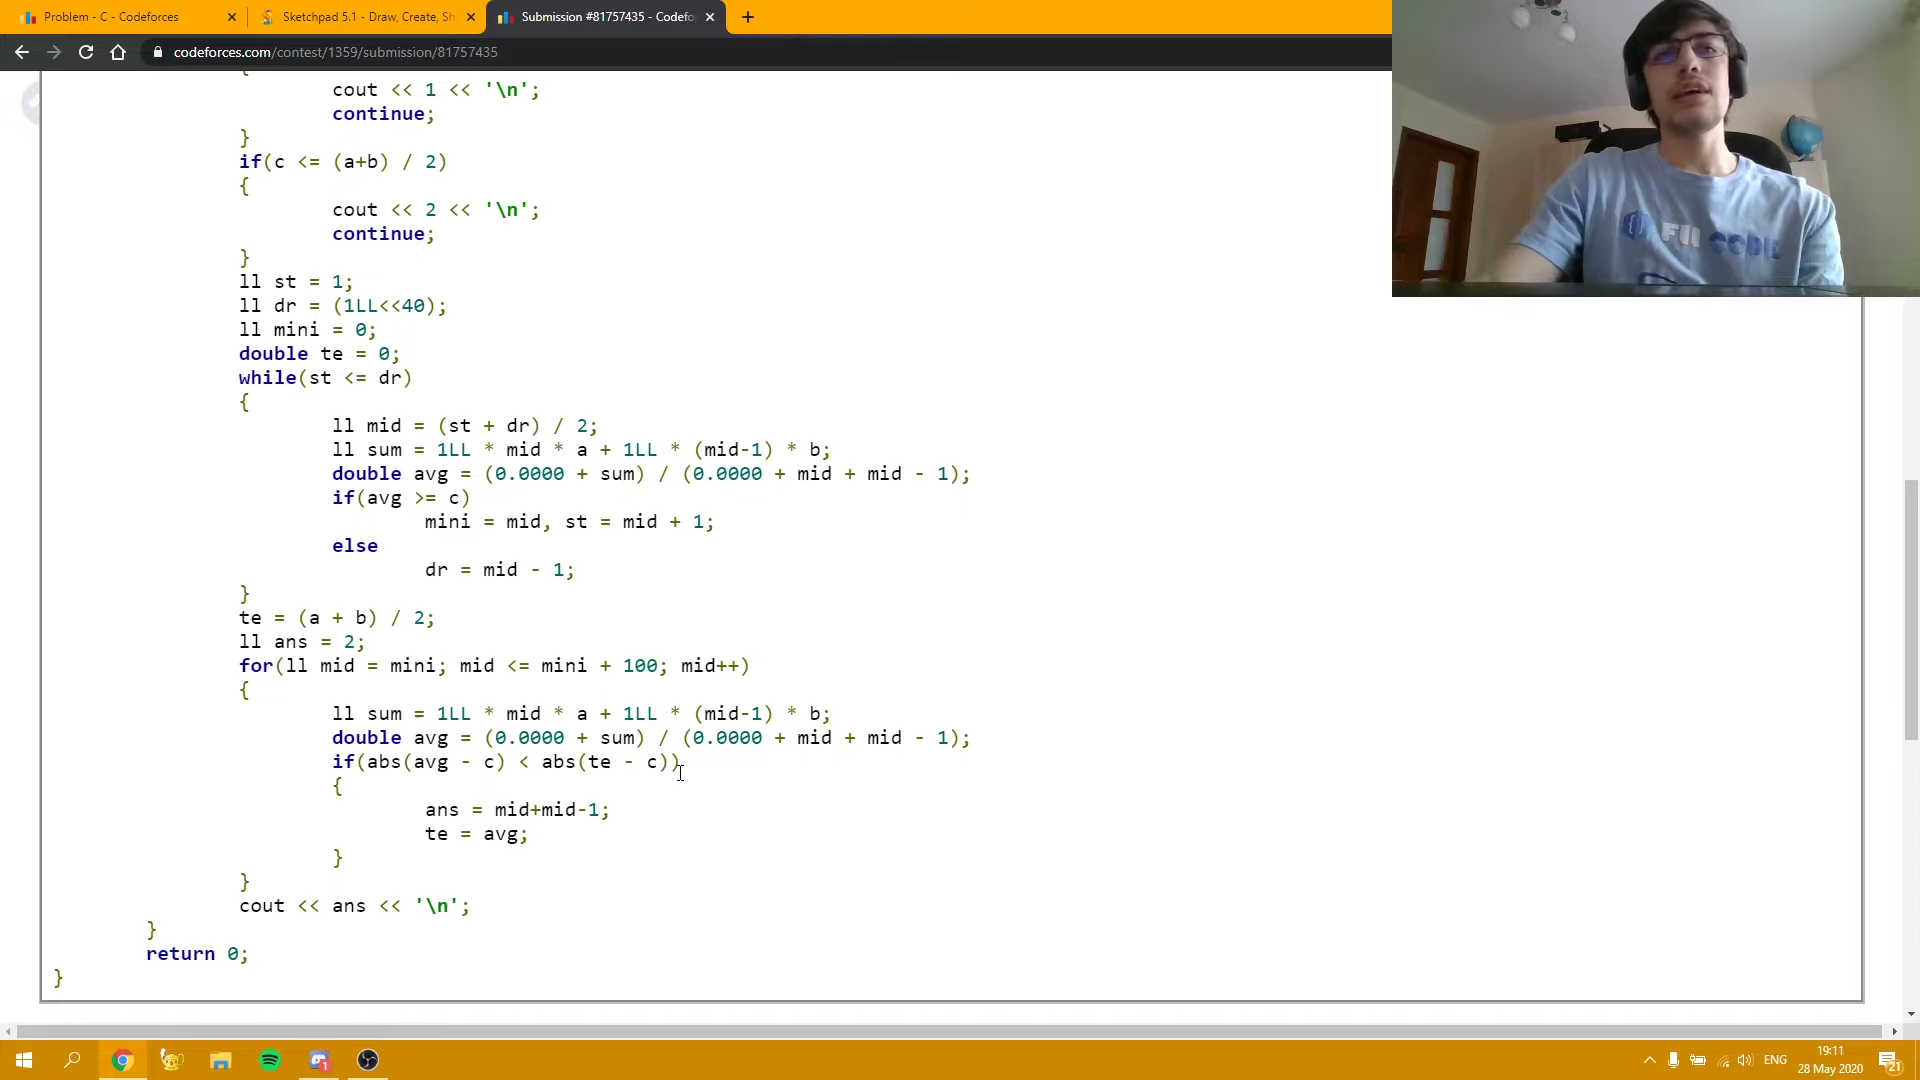 Problem - C - Codeforces
Sketchpad 5.1 - Draw, Create, Sh
Submission #81757435 - Codefo
codeforces.com/contest/1359/submission/81757435
{
cout << 1 << '\n';
continue;
}
if(c <= (a+b) / 2)
{
cout << 2 << '\n';
continue;
}
ll st = 1;
ll dr = (1LL<<40);
ll mini = 0;
double te = 0;
while(st <= dr)
{
ll mid = (st + dr) / 2;
ll sum = 1LL * mid * a + 1LL * (mid-1) * b;
double avg = (0.0000 + sum) / (0.0000 + mid + mid - 1);
if(avg >= c)
mini = mid, st = mid + 1;
else
dr = mid - 1;
}
te = (a + b) / 2;
ll ans = 2;
for(ll mid = mini; mid <= mini + 100; mid++)
{
ll sum = 1LL * mid * a + 1LL * (mid-1) * b;
double avg = (0.0000 + sum) / (0.0000 + mid + mid - 1);
if(abs(avg - c) < abs(te - c))
{
ans = mid+mid-1;
te = avg;
}
}
cout << ans << '\n';
}
return 0;
}
FII CODE
ENG
19:11
28 May 2020
21